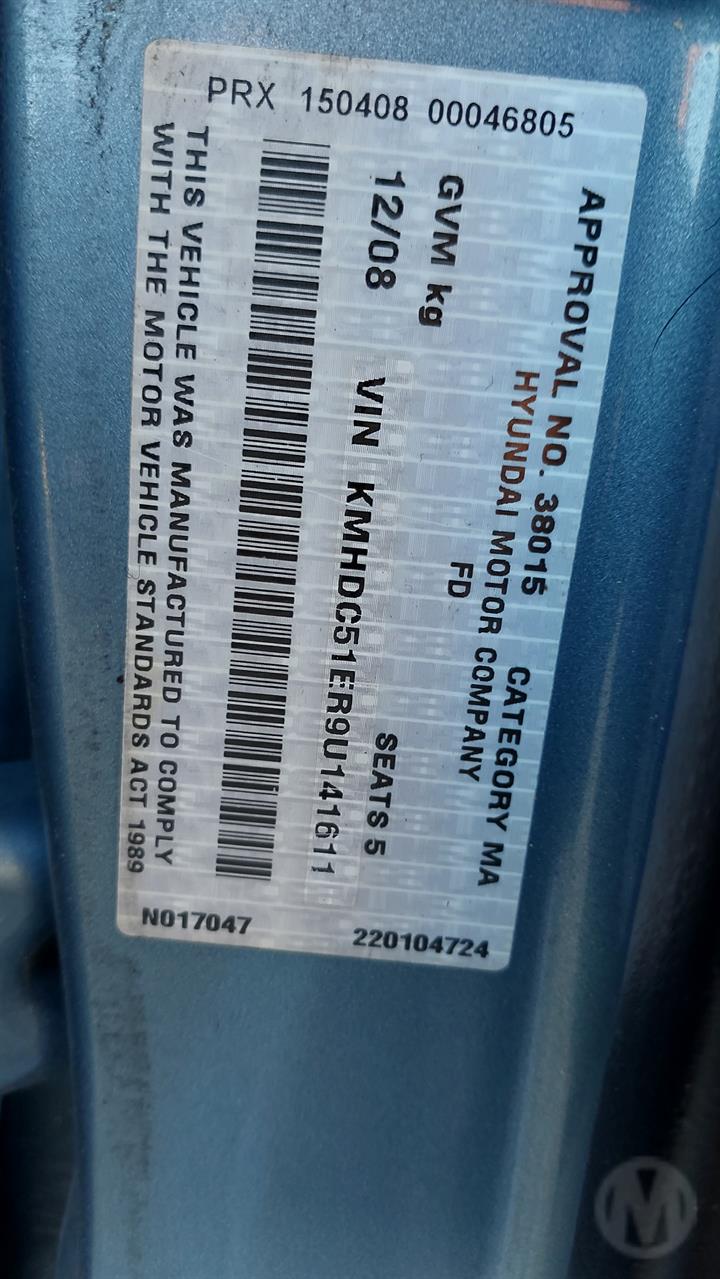 PRX 150408 00046805
APPROVAL NO. 38015 CATEGORY MA
HYUNDAI MOTOR COMPANY
GVM kg FD
12/08 SEATS 5
VIN KMHDC51ER9U141611
THIS VEHICLE WAS MANUFACTURED TO COMPLY
WITH THE MOTOR VEHICLE STANDARDS ACT 1989
220104724
N017047
M